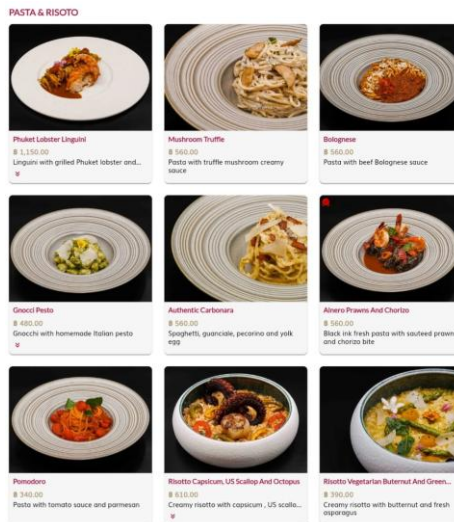 PASTA & RISOTO
Phuket Lobster Linguini
฿ 1,150.00
Linguini with grilled Phuket lobster and...
Mushroom Truffle
฿ 560.00
Pasta with truffle mushroom creamy
sauce
Bolognese
฿ 560.00
Pasta with beef Bolognese sauce
Gnocci Pesto
฿ 480.00
Gnocchi with homemade Italian pesto
Authentic Carbonara
฿ 560.00
Spaghetti, guanciale, pecorino and yolk
egg
Alnero Prawns And Chorizo
฿ 560.00
Black ink fresh pasta with sauteed prawn
and chorizo bite
Pomodoro
฿ 340.00
Pasta with tomato sauce and parmesan
Risotto Capsicum, US Scallop And Octopus
฿ 610.00
Creamy risotto with capsicum , US scallo...
Risotto Vegetarian Buternut And Green...
฿ 390.00
Creamy risotto with butternut and fresh
asparagus